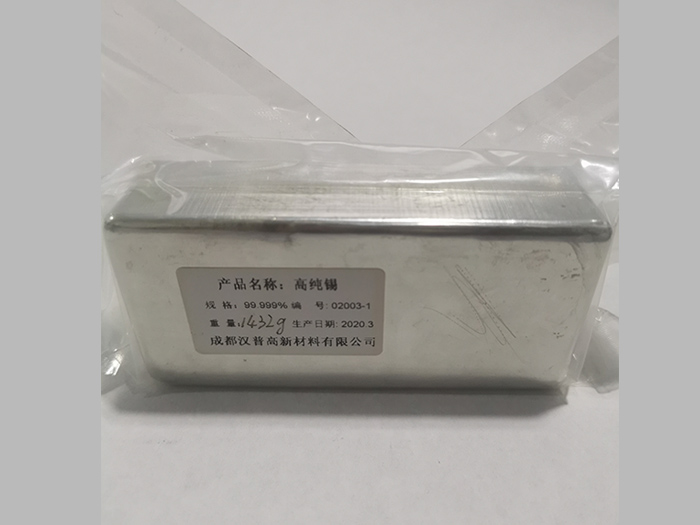 产品名称：高纯锡
规 格：99.999% 编 号：02003-1
重 量：1432g 生产日期：2020.3
成都汉普高新材料有限公司